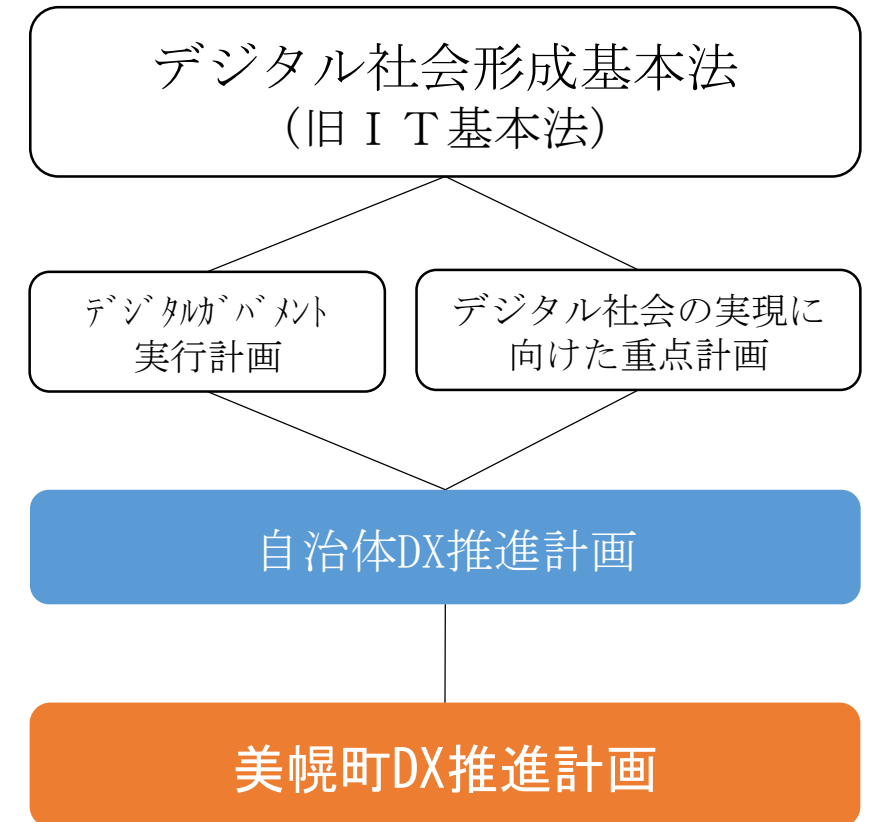 デジタル社会形成基本法
(旧ＩＴ基本法)
ﾃﾞｼﾞﾀﾙｶﾞﾊﾞﾒﾝﾄ
実行計画
デジタル社会の実現に
向けた重点計画
自治体DX推進計画
美幌町DX推進計画